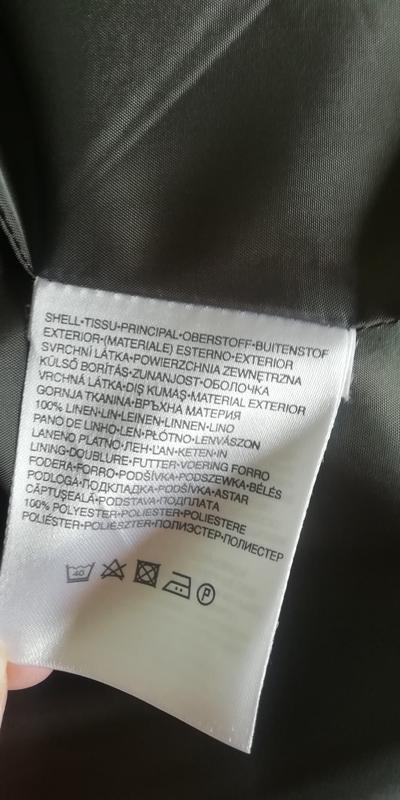 SHELL•TISSU•PRINCIPAL•OBERSTOFF•BUITENSTOF
EXTERIOR•(MATERIALE) ESTERNO•EXTERIOR
SVRCHNÍ LÁTKA•POWIERZCHNIA ZEWNĘTRZNA
KÜLSŐ BORÍTÁS•ZUNANJOST•ОБОЛОЧКА
VRCHNÁ LÁTKA•DIŞ KUMAŞ•MATERIAL EXTERIOR
GORNJA TKANINA•ВРЪХНА МАТЕРИЯ
100% LINEN•LIN•LEINEN•LINNEN•LINO
PANO DE LINHO•LEN•PŁÓTNO•LENVÁSZON
LANENO PLATNO•ЛЕН•ĽAN•KETEN•IN
LINING•DOUBLURE•FUTTER•VOERING FORRO
FODERA•FORRO•PODŠÍVKA•PODSZEWKA•BÉLÉS
PODLOGA•ПОДКЛАДКА•PODŠÍVKA•ASTAR
CĂPTUŞEALĂ•PODSTAVA•ПОДПЛАТА
100% POLYESTER•POLIESTER•POLIESTERE
POLIÉSTER•POLIÉSZTER•ПОЛИЭСТЕР•ПОЛИЕСТЕР
40 P